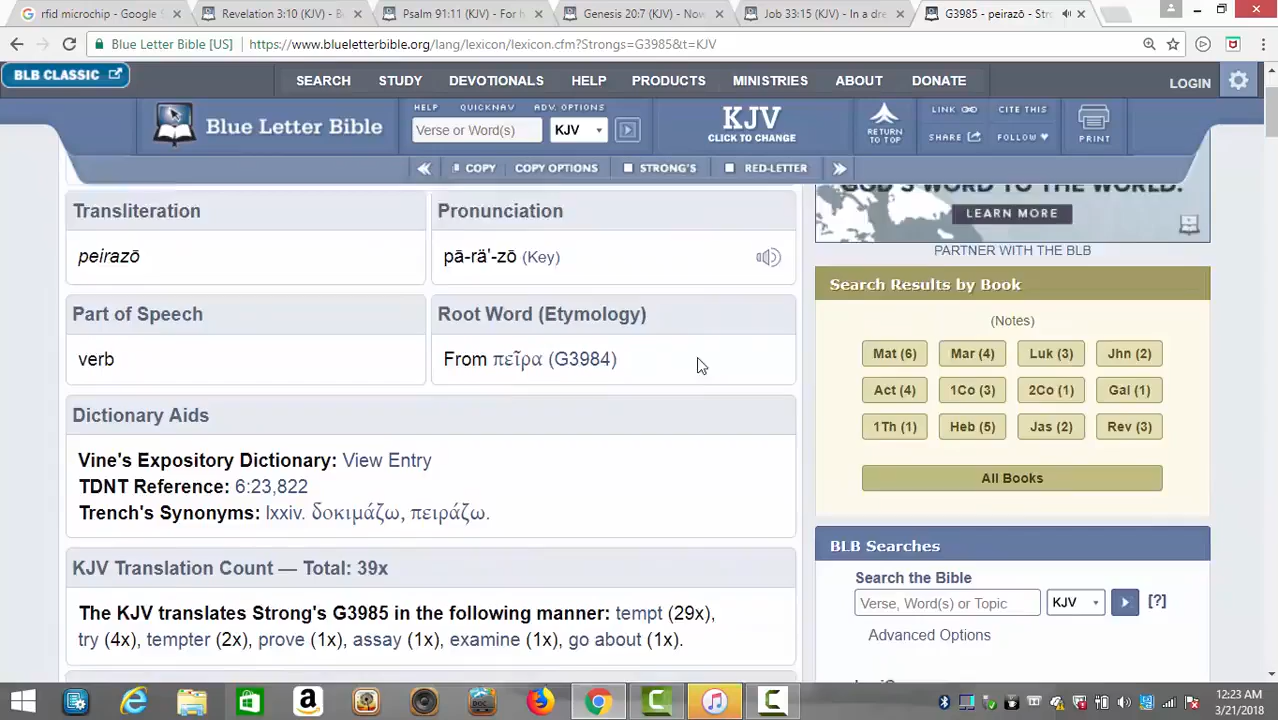 rfid microchip - Google S
Revelation 3:10 (KJV)
Psalm 91:11 (KJV) - For h
Genesis 20:7 (KJV) - Now
Job 33:15 (KJV) - In a dre
G3985 - peirazō - Str
Blue Letter Bible [US]
https://www.blueletterbible.org/lang/lexicon/lexicon.cfm?Strongs=G3985&t=KJV
BLB CLASSIC
SEARCH STUDY DEVOTIONALS HELP PRODUCTS MINISTRIES ABOUT DONATE
LOGIN
Blue Letter Bible
HELP QUICKNAV ADV. OPTIONS
Verse or Word(s) KJV
KJV
CLICK TO CHANGE
RETURN
TO TOP
LINK CITE THIS
SHARE FOLLOW
PRINT
COPY COPY OPTIONS STRONG'S RED-LETTER
Transliteration
peirazō
Pronunciation
pā-rä'-zō (Key)
Part of Speech
verb
Root Word (Etymology)
From πεῖρα (G3984)
Dictionary Aids
Vine's Expository Dictionary: View Entry
TDNT Reference: 6:23,822
Trench's Synonyms: lxxiv. δοκιμάζω, πειράζω.
KJV Translation Count — Total: 39x
The KJV translates Strong's G3985 in the following manner: tempt (29x),
try (4x), tempter (2x), prove (1x), assay (1x), examine (1x), go about (1x).
GOD'S WORD TO THE WORLD.
LEARN MORE
PARTNER WITH THE BLB
Search Results by Book
(Notes)
Mat (6) Mar (4) Luk (3) Jhn (2)
Act (4) 1Co (3) 2Co (1) Gal (1)
1Th (1) Heb (5) Jas (2) Rev (3)
All Books
BLB Searches
Search the Bible
Verse, Word(s) or Topic KJV [?]
Advanced Options
12:23 AM
3/21/2018